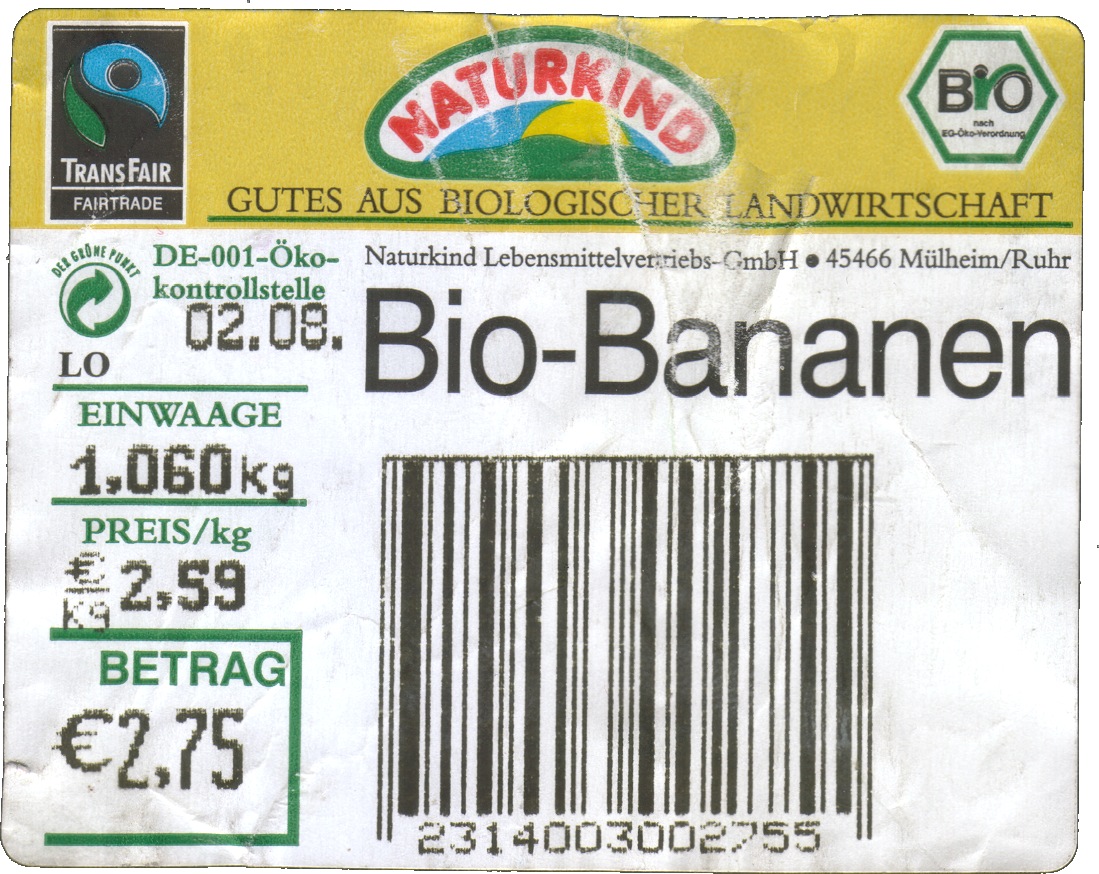 NATURKIND
TRANSFAIR
FAIRTRADE
BIO
nach
EG-Öko-Verordnung
GUTES AUS BIOLOGISCHER LANDWIRTSCHAFT
DER GRÜNE PUNKT
DE-001-Öko-
kontrollstelle
02.08.
LO
Naturkind Lebensmittelvertriebs-GmbH ● 45466 Mülheim/Ruhr
Bio-Bananen
EINWAAGE
1,060kg
PREIS/kg
€/kg 2,59
BETRAG
€2,75
2314003002755